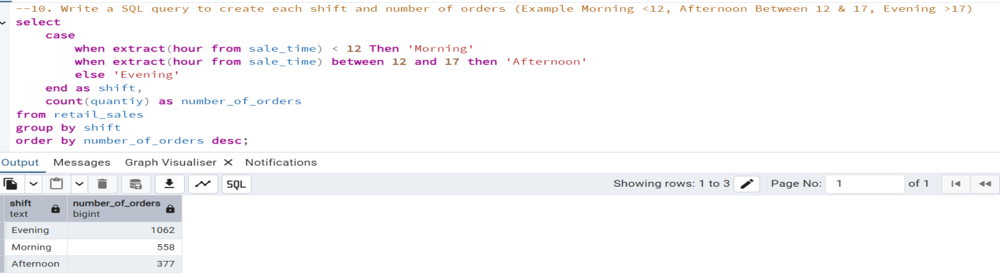 --10. Write a SQL query to create each shift and number of orders (Example Morning <12, Afternoon Between 12 & 17, Evening >17)
select
case
when extract(hour from sale_time) < 12 Then 'Morning'
when extract(hour from sale_time) between 12 and 17 then 'Afternoon'
else 'Evening'
end as shift,
count(quantiy) as number_of_orders
from retail_sales
group by shift
order by number_of_orders desc;
Output Messages Graph Visualiser X Notifications
SQL Showing rows: 1 to 3 Page No: 1 of 1
shift number_of_orders
text bigint
Evening 1062
Morning 558
Afternoon 377